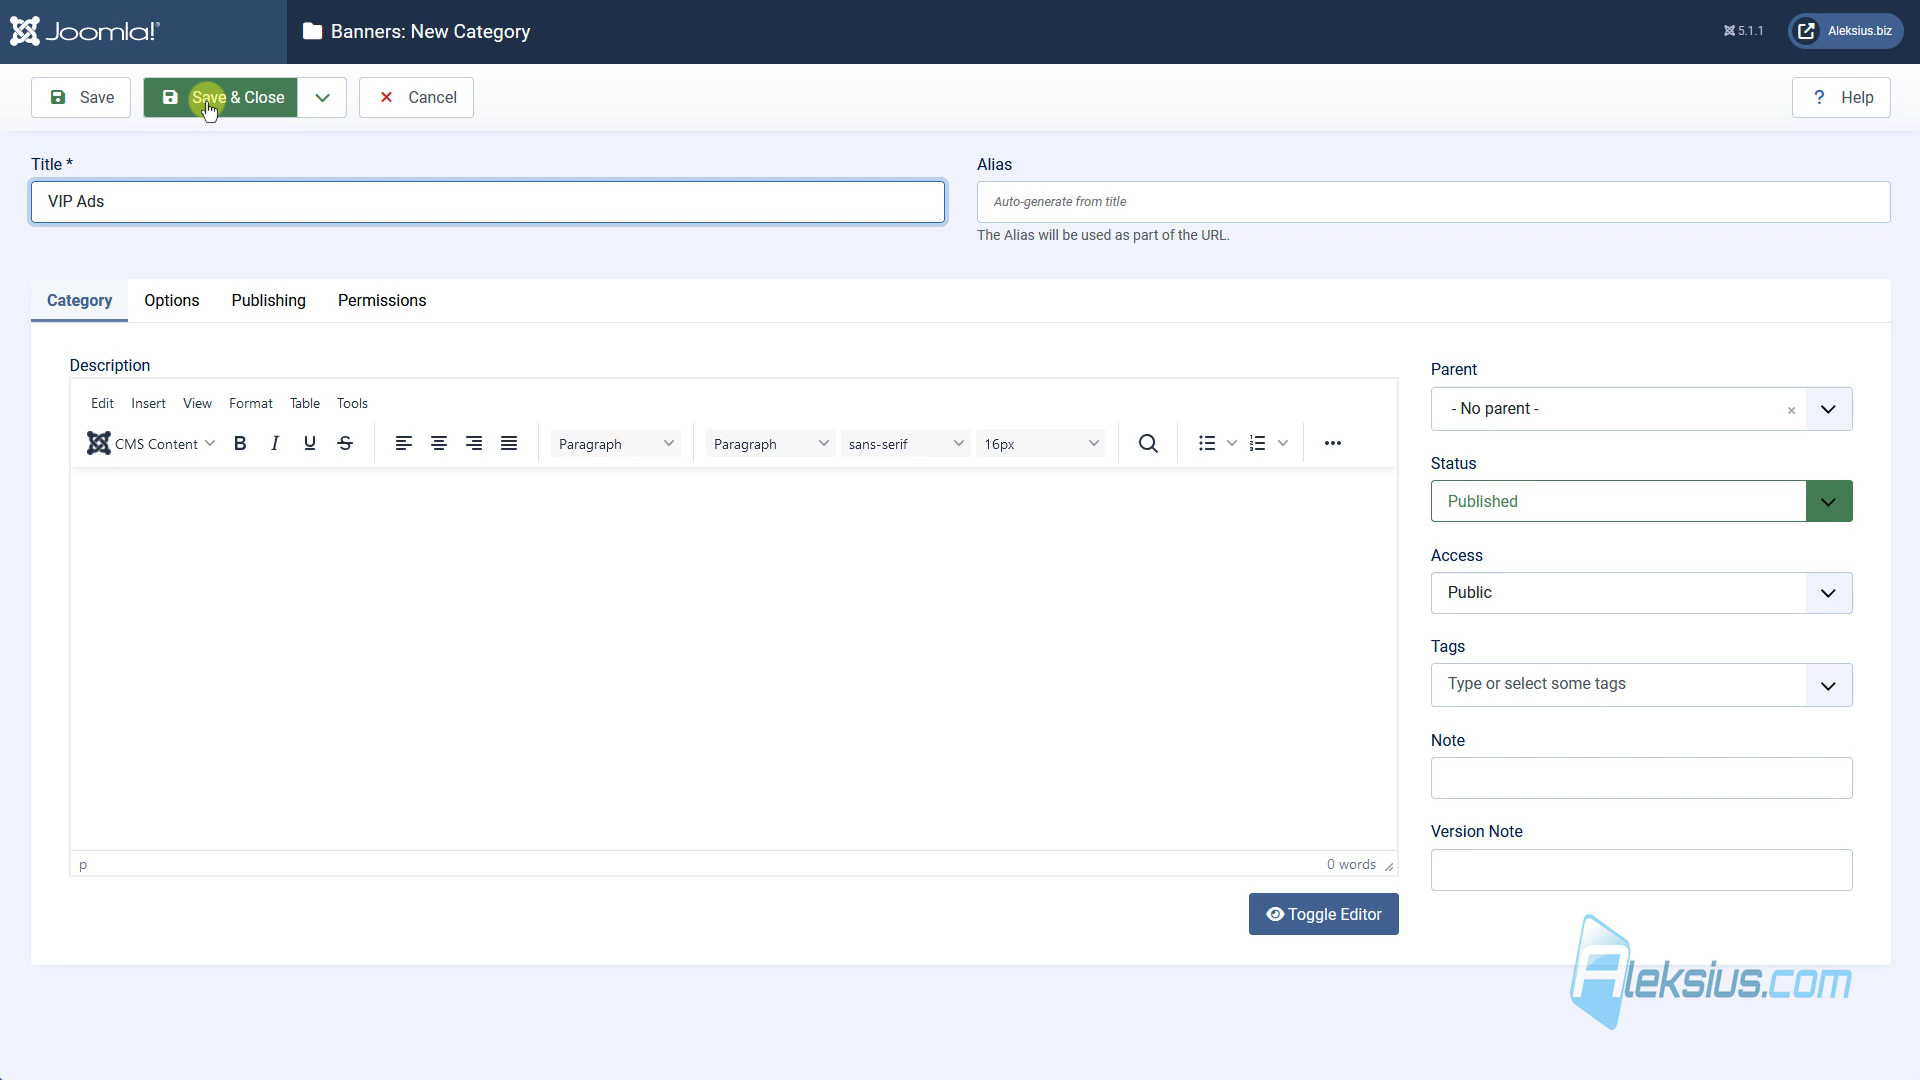 Joomla!®
Banners: New Category
5.1.1
Aleksius.biz
Save
Save & Close
Cancel
? Help
Title *
VIP Ads
Alias
Auto-generate from title
The Alias will be used as part of the URL.
Category
Options
Publishing
Permissions
Description
Edit Insert View Format Table Tools
CMS Content B I U S Paragraph Paragraph sans-serif 16px
p
0 words
Toggle Editor
Parent
- No parent -
Status
Published
Access
Public
Tags
Type or select some tags
Note
Version Note
Aleksius.com